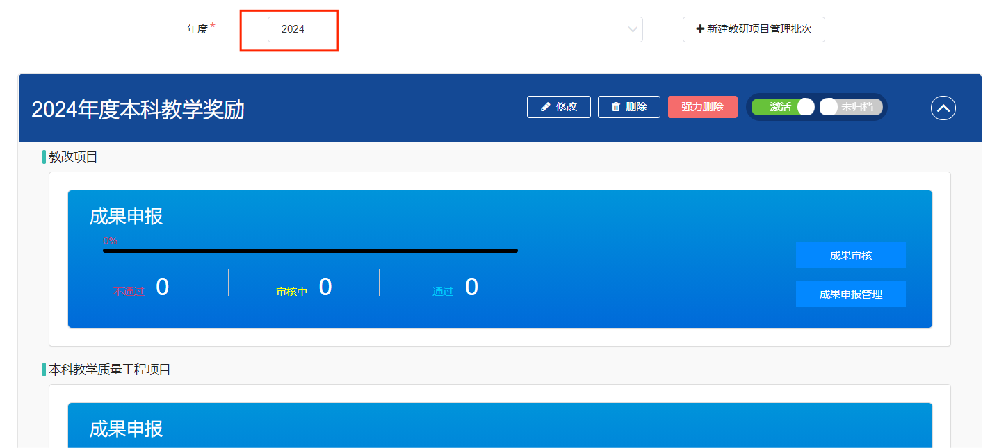 年度*
2024
新建教研项目管理批次
2024年度本科教学奖励
修改
删除
强力删除
激活
未归档
教改项目
成果申报
0%
不通过 0
审核中 0
通过 0
成果审核
成果申报管理
本科教学质量工程项目
成果申报